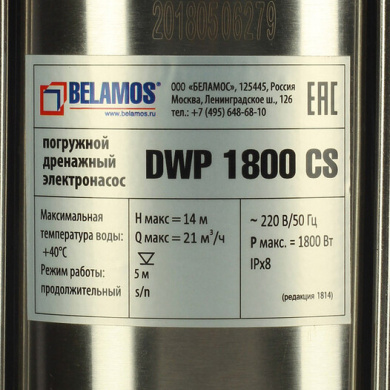 20180506279
BELAMOS®
www.belamos.ru
ООО «БЕЛАМОС», 125445, Россия
Москва, Ленинградское ш., 126
тел.: +7 (495) 648-68-10
EAC
погружной
дренажный
электронасос
DWP 1800 CS
Максимальная
температура воды:
+40°C
Режим работы:
продолжительный
H макс = 14 м
Q макс = 21 м³/ч
5 м
s/n
~ 220 В/50 Гц
P макс. = 1800 Вт
IPx8
(редакция 1814)